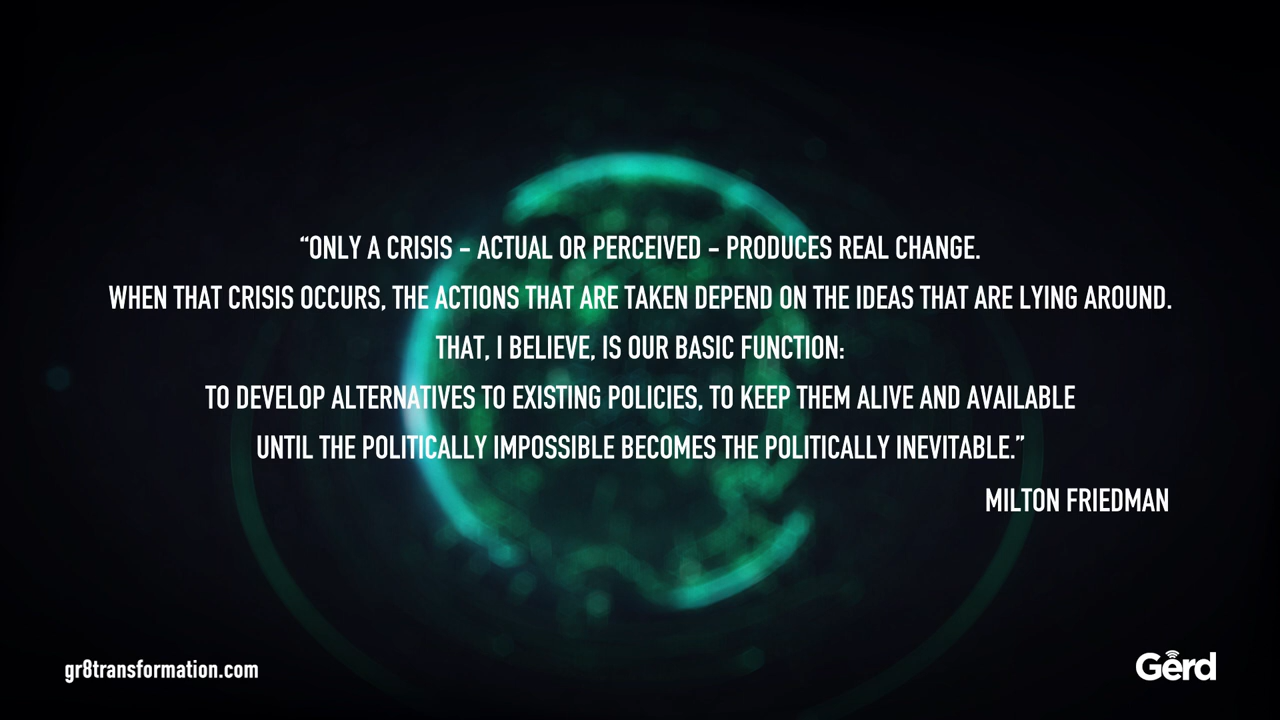 “ONLY A CRISIS – ACTUAL OR PERCEIVED – PRODUCES REAL CHANGE.
WHEN THAT CRISIS OCCURS, THE ACTIONS THAT ARE TAKEN DEPEND ON THE IDEAS THAT ARE LYING AROUND.
THAT, I BELIEVE, IS OUR BASIC FUNCTION:
TO DEVELOP ALTERNATIVES TO EXISTING POLICIES, TO KEEP THEM ALIVE AND AVAILABLE
UNTIL THE POLITICALLY IMPOSSIBLE BECOMES THE POLITICALLY INEVITABLE.”
MILTON FRIEDMAN
gr8transformation.com
Gerd